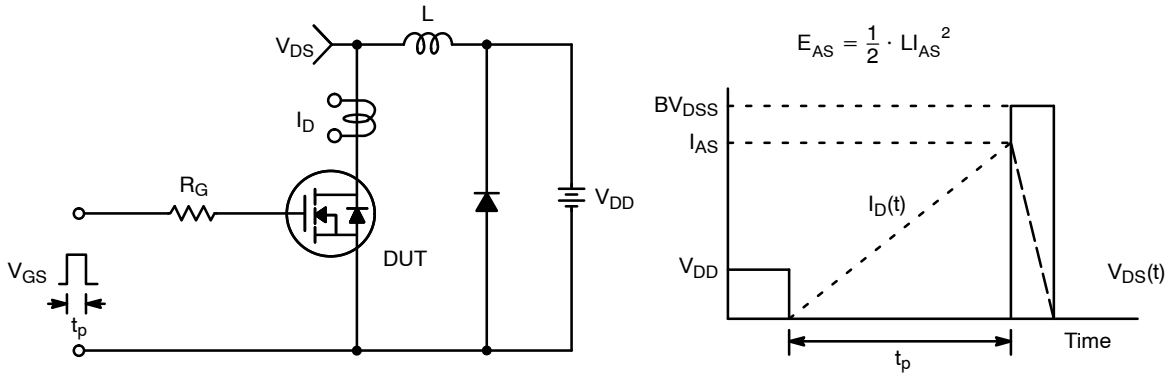 L
V_DS
I_D
R_G
DUT
V_GS
t_p
V_DD
E_AS = 1/2 · LI_AS^2
BV_DSS
I_AS
I_D(t)
V_DD
V_DS(t)
Time
t_p